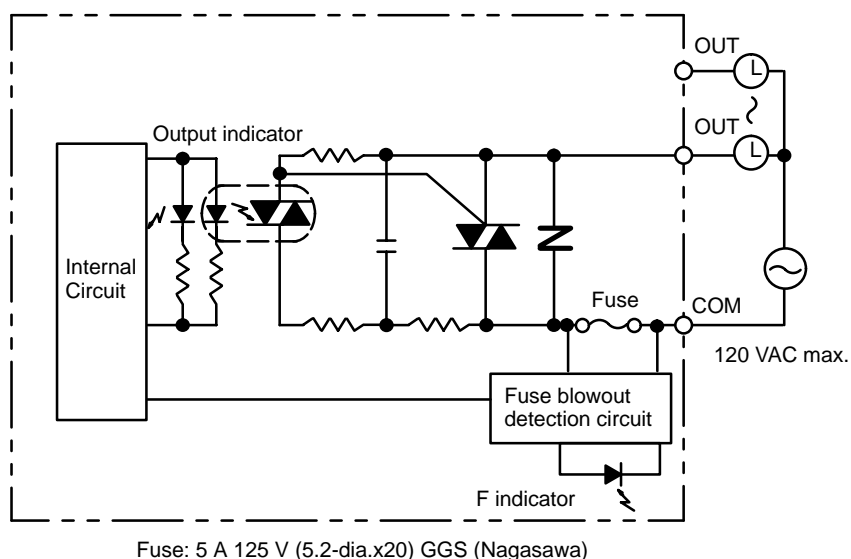 OUT
L
Output indicator
OUT
L
Internal
Circuit
Fuse
COM
120 VAC max.
Fuse blowout
detection circuit
F indicator
Fuse: 5 A 125 V (5.2-dia.x20) GGS (Nagasawa)